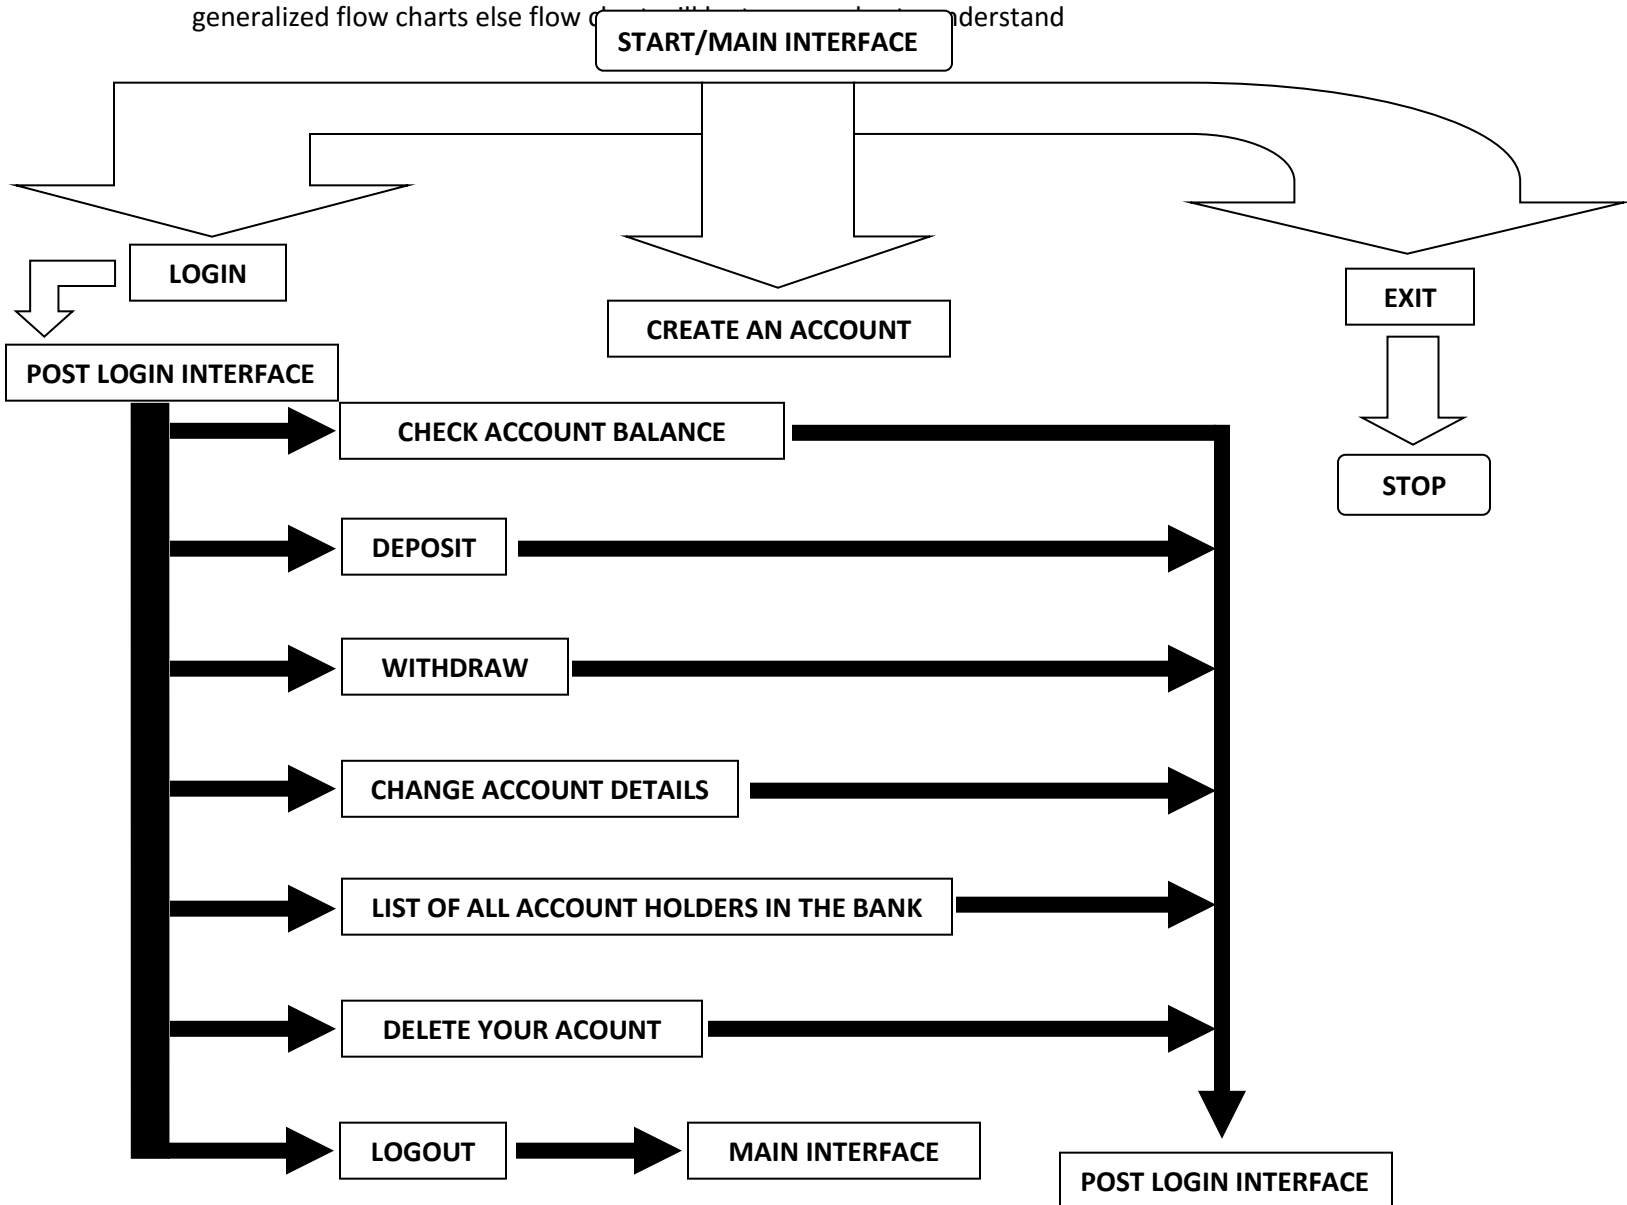 generalized flow charts else flow
START/MAIN INTERFACE
LOGIN
CREATE AN ACCOUNT
EXIT
POST LOGIN INTERFACE
CHECK ACCOUNT BALANCE
STOP
DEPOSIT
WITHDRAW
CHANGE ACCOUNT DETAILS
LIST OF ALL ACCOUNT HOLDERS IN THE BANK
DELETE YOUR ACOUNT
LOGOUT
MAIN INTERFACE
POST LOGIN INTERFACE